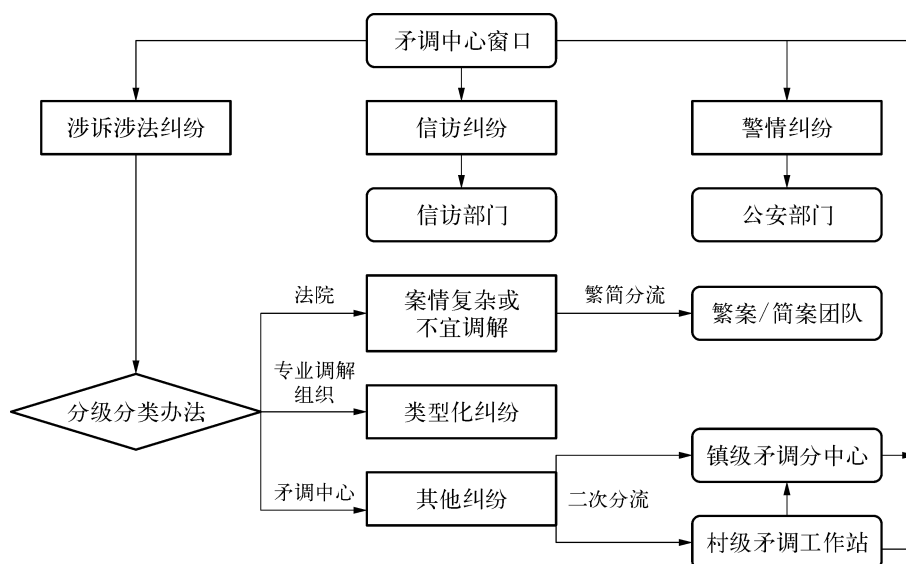 矛调中心窗口
涉诉涉法纠纷
信访纠纷
警情纠纷
信访部门
公安部门
法院
案情复杂或
不宜调解
繁简分流
繁案/简案团队
专业调解
组织
分级分类办法
类型化纠纷
镇级矛调分中心
矛调中心
其他纠纷
二次分流
村级矛调工作站